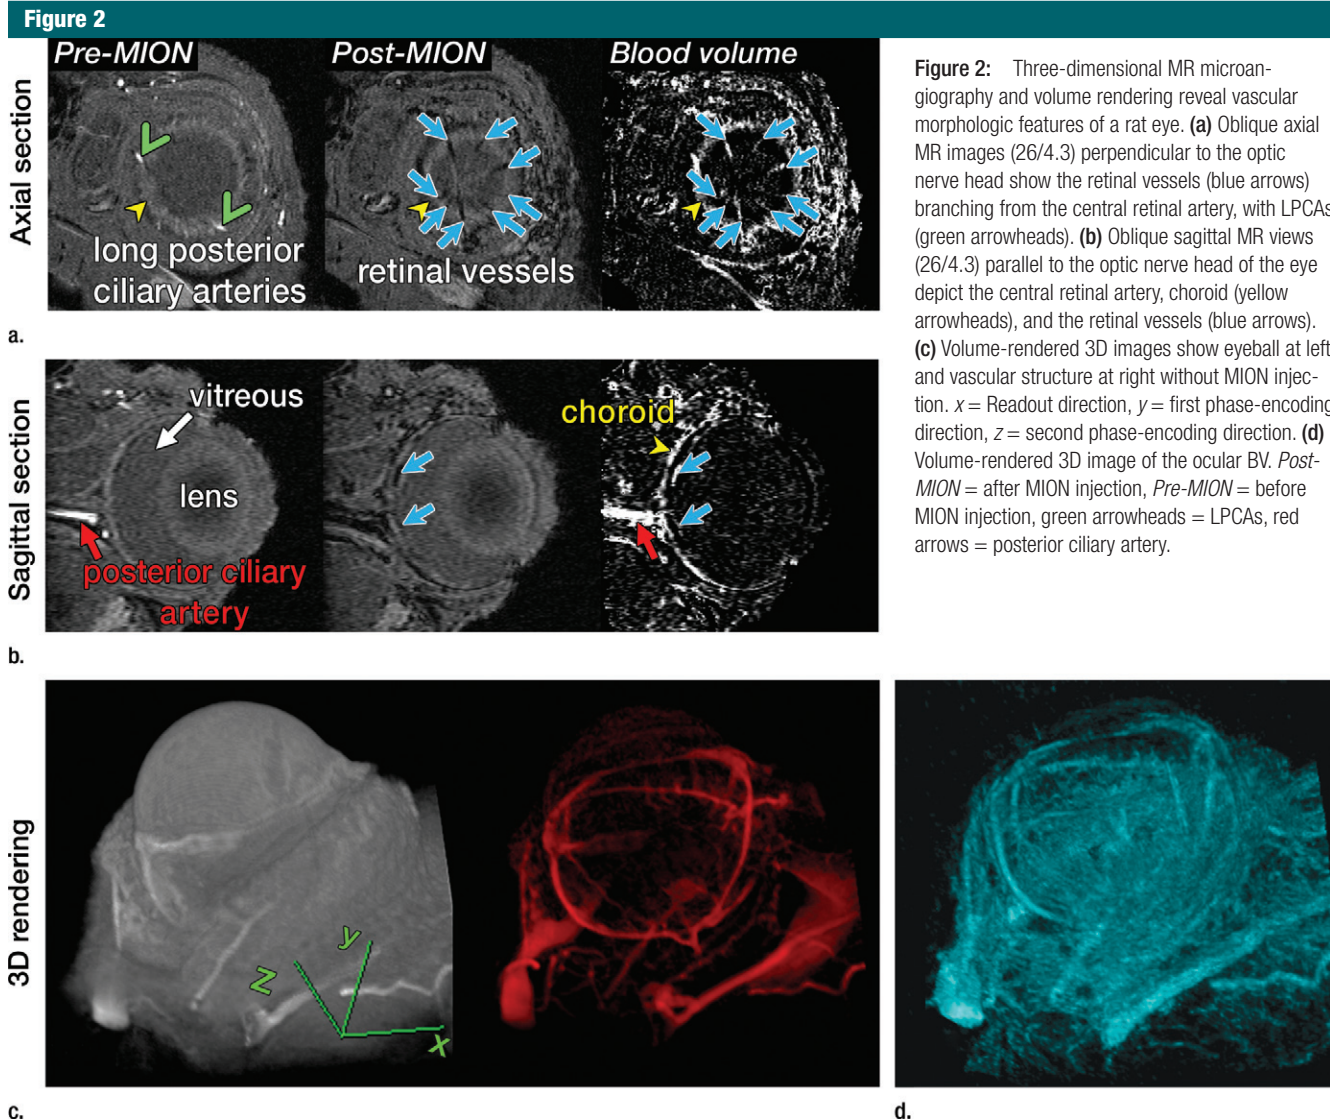 Figure 2
Pre-MION
Post-MION
Blood volume
Axial section
long posterior
ciliary arteries
retinal vessels
a.
Sagittal section
vitreous
lens
posterior ciliary
artery
choroid
b.
3D rendering
z
y
x
c.
d.
Figure 2: Three-dimensional MR microan-
giography and volume rendering reveal vascular
morphologic features of a rat eye. (a) Oblique axial
MR images (26/4.3) perpendicular to the optic
nerve head show the retinal vessels (blue arrows)
branching from the central retinal artery, with LPCAs
(green arrowheads). (b) Oblique sagittal MR views
(26/4.3) parallel to the optic nerve head of the eye
depict the central retinal artery, choroid (yellow
arrowheads), and the retinal vessels (blue arrows).
(c) Volume-rendered 3D images show eyeball at left
and vascular structure at right without MION injec-
tion. x = Readout direction, y = first phase-encoding
direction, z = second phase-encoding direction. (d)
Volume-rendered 3D image of the ocular BV. Post-
MION = after MION injection, Pre-MION = before
MION injection, green arrowheads = LPCAs, red
arrows = posterior ciliary artery.